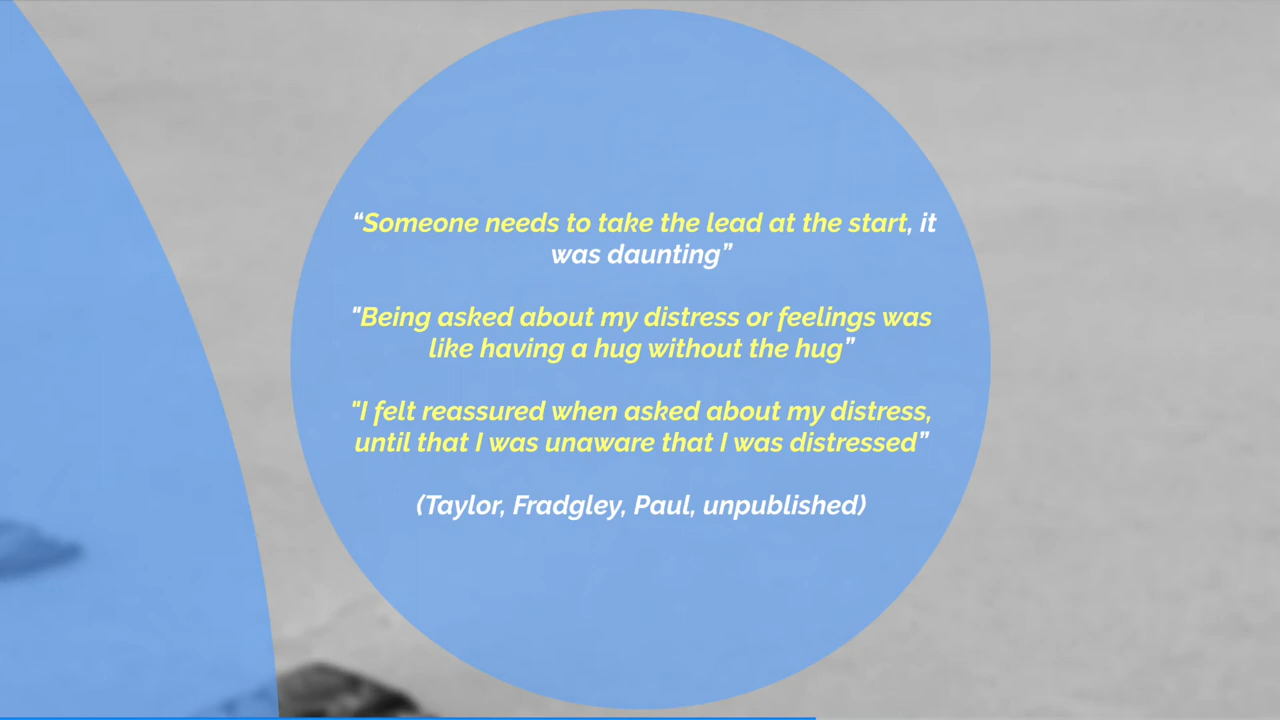 “Someone needs to take the lead at the start, it
was daunting”
"Being asked about my distress or feelings was
like having a hug without the hug”
"I felt reassured when asked about my distress,
until that I was unaware that I was distressed”
(Taylor, Fradgley, Paul, unpublished)